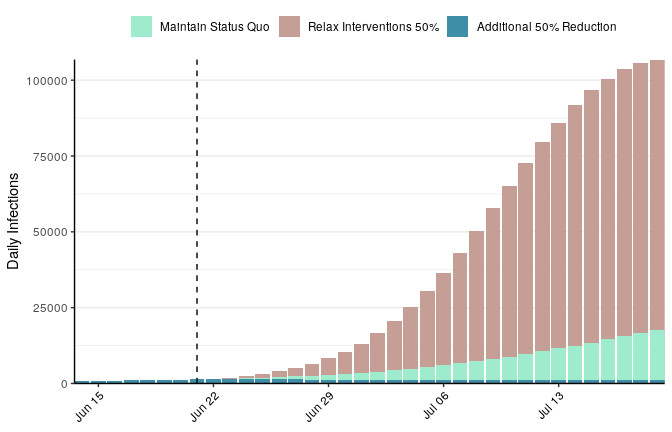 Maintain Status Quo Relax Interventions 50% Additional 50% Reduction
100000
75000
50000
25000
0
Daily Infections
Jun 15 Jun 22 Jun 29 Jul 06 Jul 13